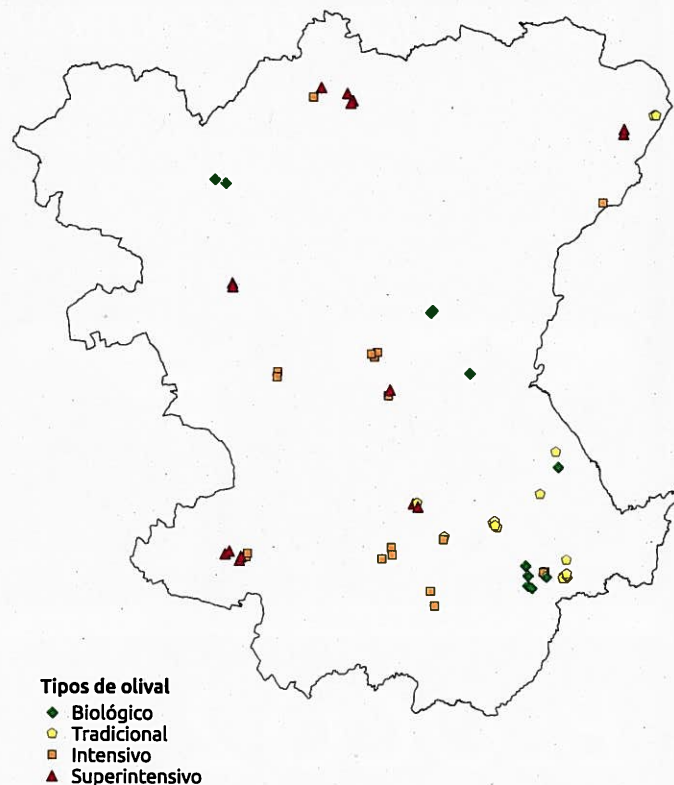 Tipos de olival
Biológico
Tradicional
Intensivo
Superintensivo